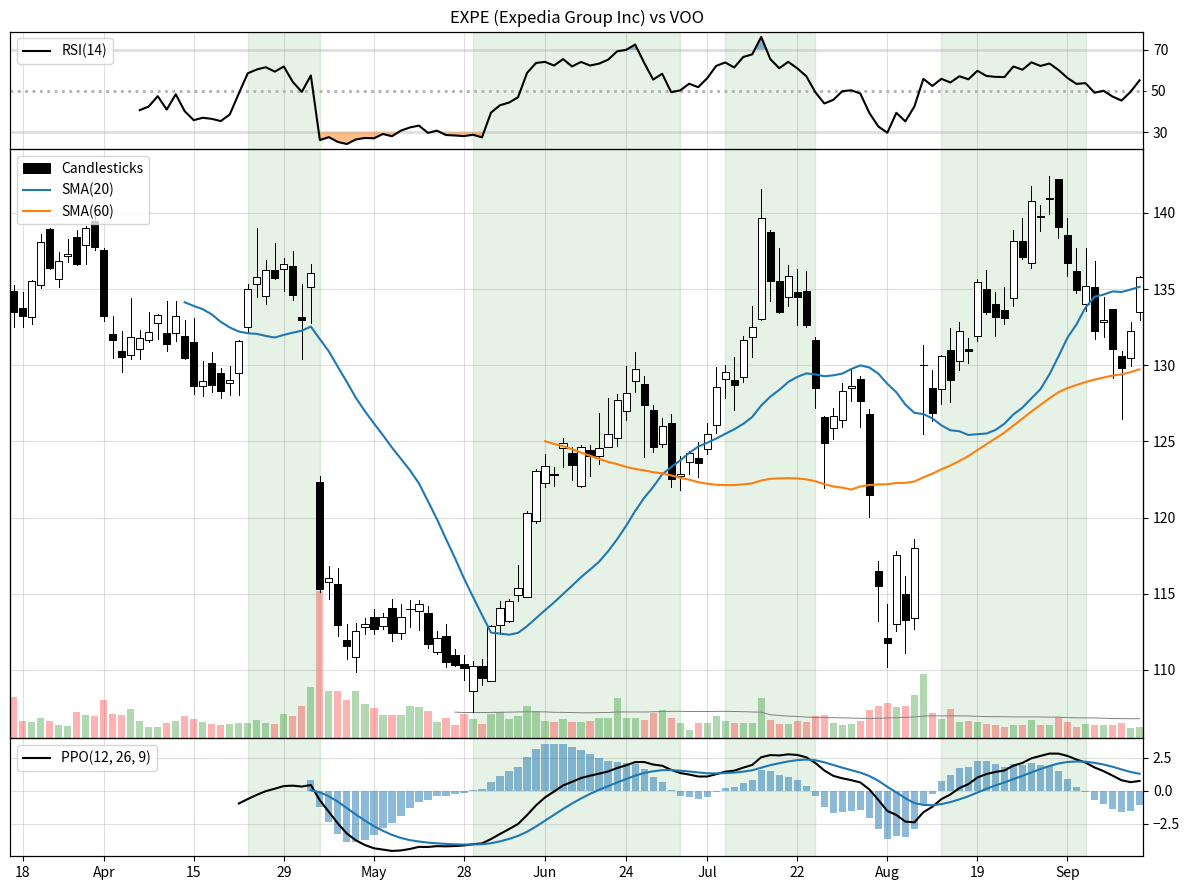 EXPE (Expedia Group Inc) vs VOO
RSI(14)
70
50
30
Candlesticks
SMA(20)
SMA(60)
140
135
130
125
120
115
110
PPO(12, 26, 9)
2.5
0.0
−2.5
18 Apr 15 29 May 28 Jun 24 Jul 22 Aug 19 Sep